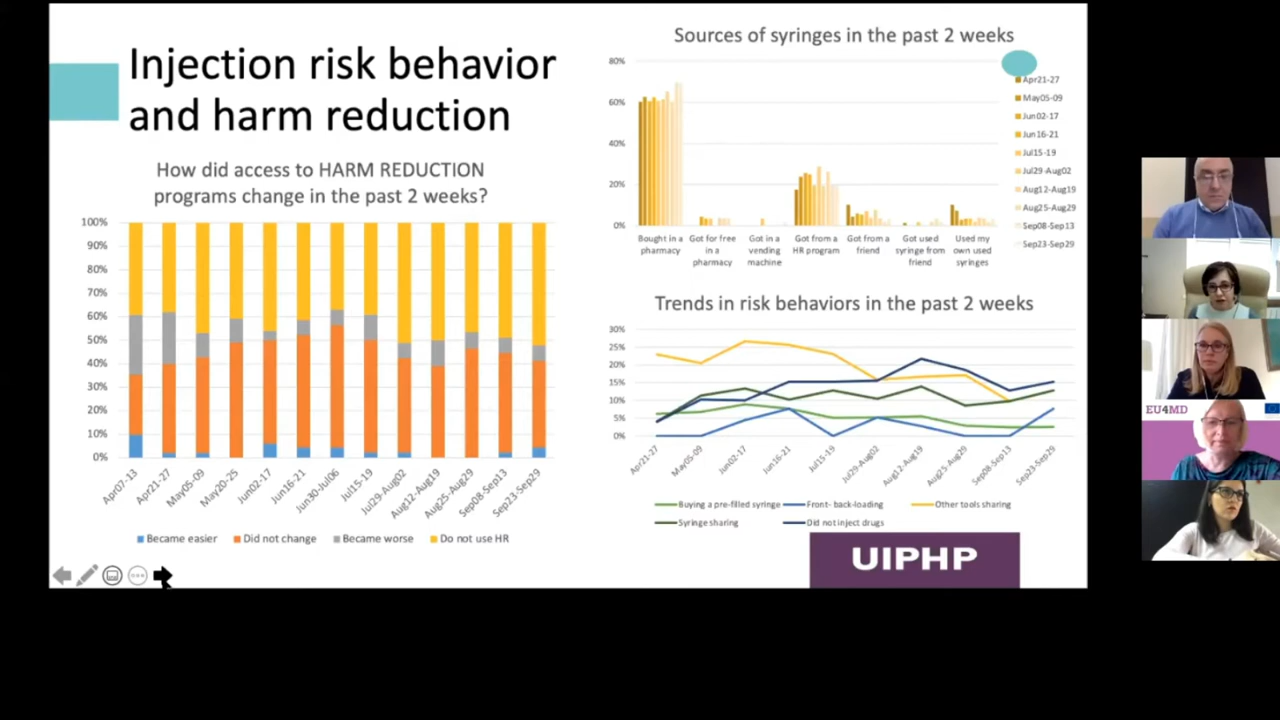 Injection risk behavior
and harm reduction
How did access to HARM REDUCTION
programs change in the past 2 weeks?
100%
90%
80%
70%
60%
50%
40%
30%
20%
10%
0%
Apr07-13
Apr21-27
May05-09
May20-25
Jun02-17
Jun16-21
Jun30-Jul06
Jul15-19
Jul29-Aug02
Aug12-Aug19
Aug25-Aug29
Sep08-Sep13
Sep23-Sep29
Became easier
Did not change
Became worse
Do not use HR
Sources of syringes in the past 2 weeks
80%
60%
40%
20%
0%
Bought in a
pharmacy
Got for free
in a
pharmacy
Got in a
vending
machine
Got from a
HR program
Got from a
friend
Got used
syringe from
friend
Used my
own used
syringes
Apr21-27
May05-09
Jun02-17
Jun16-21
Jul15-19
Jul29-Aug02
Aug12-Aug19
Aug25-Aug29
Sep08-Sep13
Sep23-Sep29
Trends in risk behaviors in the past 2 weeks
30%
25%
20%
15%
10%
5%
0%
Apr21-27
May05-09
Jun02-17
Jun16-21
Jul15-19
Jul29-Aug02
Aug12-Aug19
Aug25-Aug29
Sep08-Sep13
Sep23-Sep29
Buying a pre-filled syringe
Front- back-loading
Other tools sharing
Syringe sharing
Did not inject drugs
UIPHP
EU4MD